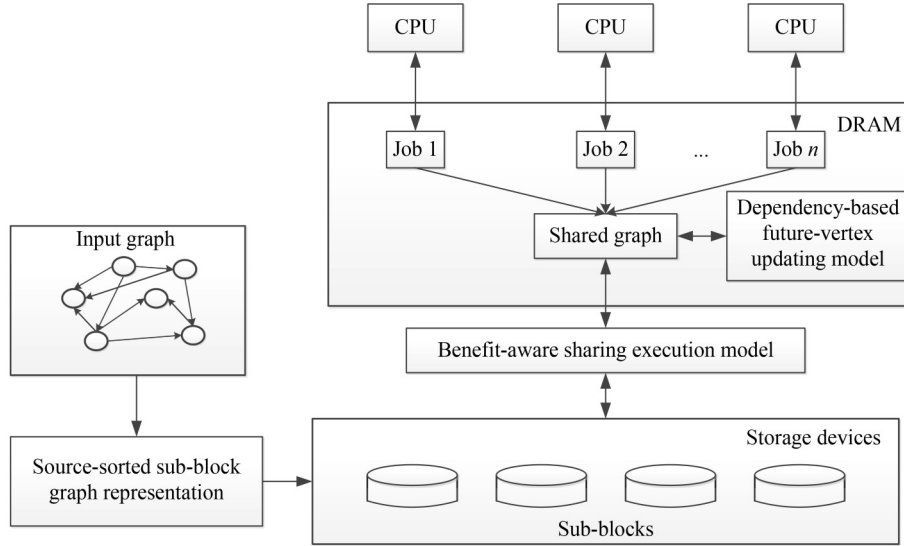 CPU
CPU
CPU
DRAM
Job 1
Job 2
...
Job n
Shared graph
Dependency-based
future-vertex
updating model
Input graph
Benefit-aware sharing execution model
Source-sorted sub-block
graph representation
Storage devices
Sub-blocks